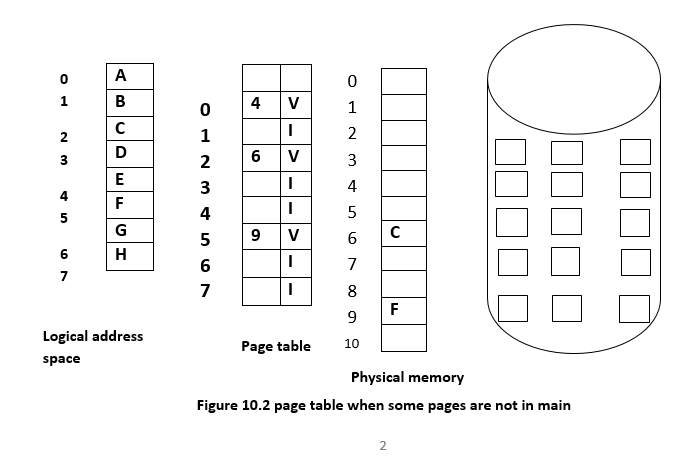 0 A
1 B
2 C
3 D
E
4 F
5 G
6 H
7
0 4 V
1 I
2 6 V
3 I
4 I
5 9 V
6 I
7 I
0
1
2
3
4
5
6 C
7
8
9 F
10
Logical address
space
Page table
Physical memory
Figure 10.2 page table when some pages are not in main
2